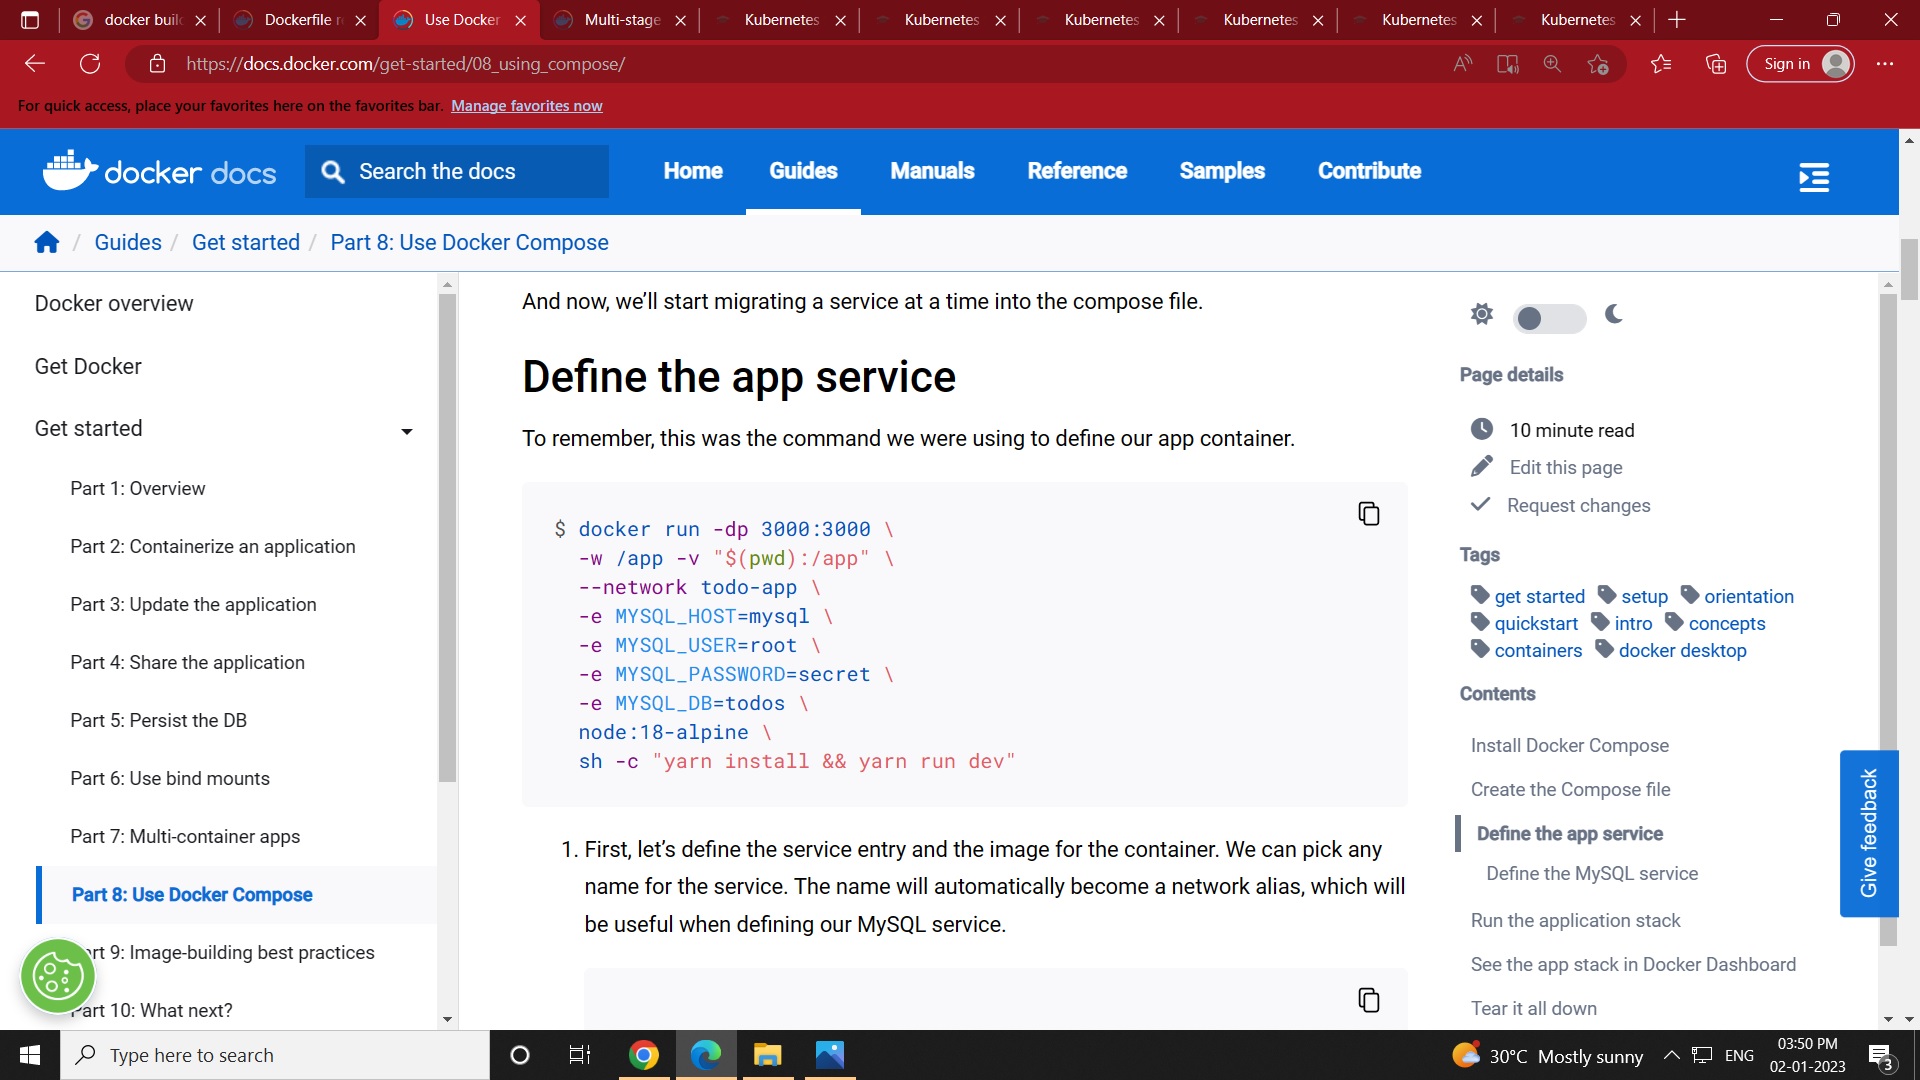 docker buil
Dockerfile r
Use Docker
Multi-stage
Kubernetes
Kubernetes
Kubernetes
Kubernetes
Kubernetes
Kubernetes
https://docs.docker.com/get-started/08_using_compose/
Sign in
For quick access, place your favorites here on the favorites bar. Manage favorites now
docker docs
Search the docs
Home
Guides
Manuals
Reference
Samples
Contribute
/ Guides / Get started / Part 8: Use Docker Compose
Docker overview
Get Docker
Get started
Part 1: Overview
Part 2: Containerize an application
Part 3: Update the application
Part 4: Share the application
Part 5: Persist the DB
Part 6: Use bind mounts
Part 7: Multi-container apps
Part 8: Use Docker Compose
art 9: Image-building best practices
art 10: What next?
And now, we’ll start migrating a service at a time into the compose file.
Define the app service
To remember, this was the command we were using to define our app container.
$ docker run -dp 3000:3000 \
-w /app -v "$(pwd):/app" \
--network todo-app \
-e MYSQL_HOST=mysql \
-e MYSQL_USER=root \
-e MYSQL_PASSWORD=secret \
-e MYSQL_DB=todos \
node:18-alpine \
sh -c "yarn install && yarn run dev"
1. First, let’s define the service entry and the image for the container. We can pick any
name for the service. The name will automatically become a network alias, which will
be useful when defining our MySQL service.
Page details
10 minute read
Edit this page
Request changes
Tags
get started setup orientation
quickstart intro concepts
containers docker desktop
Contents
Install Docker Compose
Create the Compose file
Define the app service
Define the MySQL service
Run the application stack
See the app stack in Docker Dashboard
Tear it all down
Give feedback
Type here to search
30°C Mostly sunny
ENG
03:50 PM
02-01-2023
3